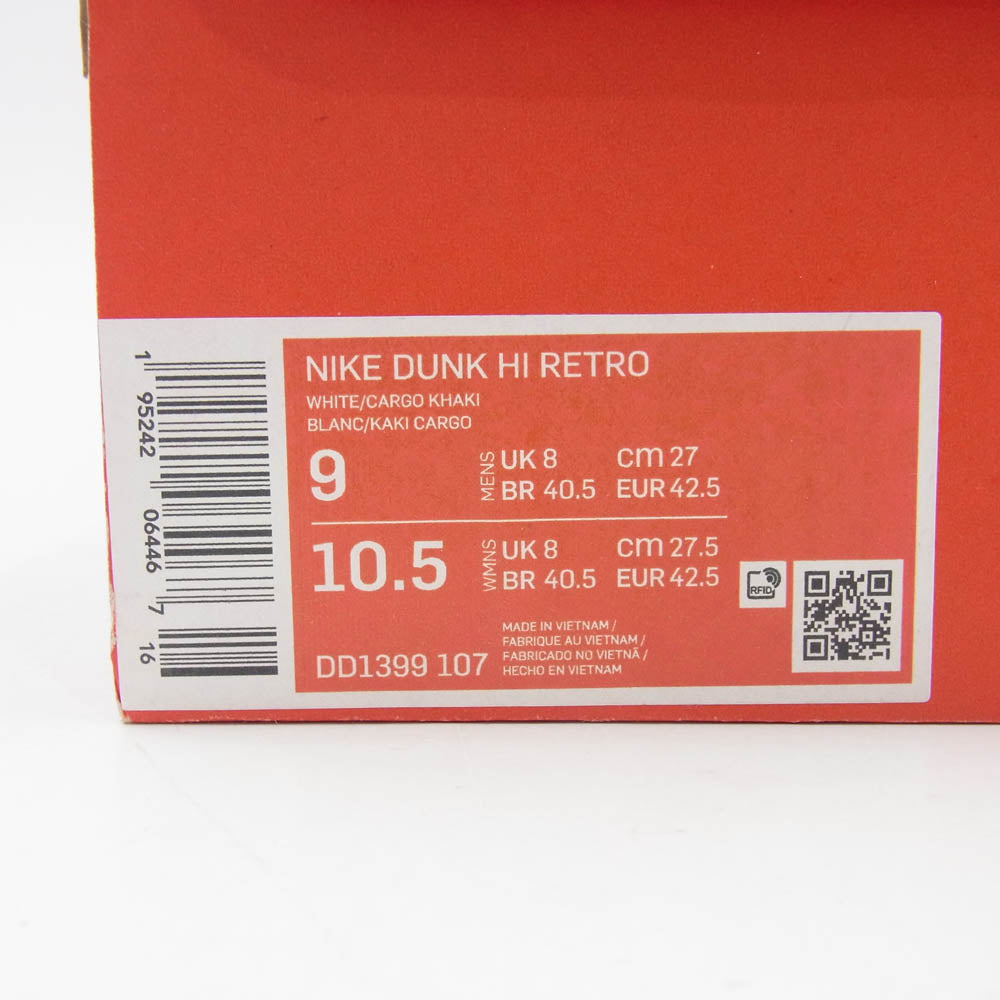 1 95242 06446 7 16
NIKE DUNK HI RETRO
WHITE/CARGO KHAKI
BLANC/KAKI CARGO
9
MENS
UK 8 cm 27
BR 40.5 EUR 42.5
10.5
WMNS
UK 8 cm 27.5
BR 40.5 EUR 42.5
RFID
DD1399 107
MADE IN VIETNAM /
FABRIQUE AU VIETNAM /
FABRICADO NO VIETNÃ /
HECHO EN VIETNAM